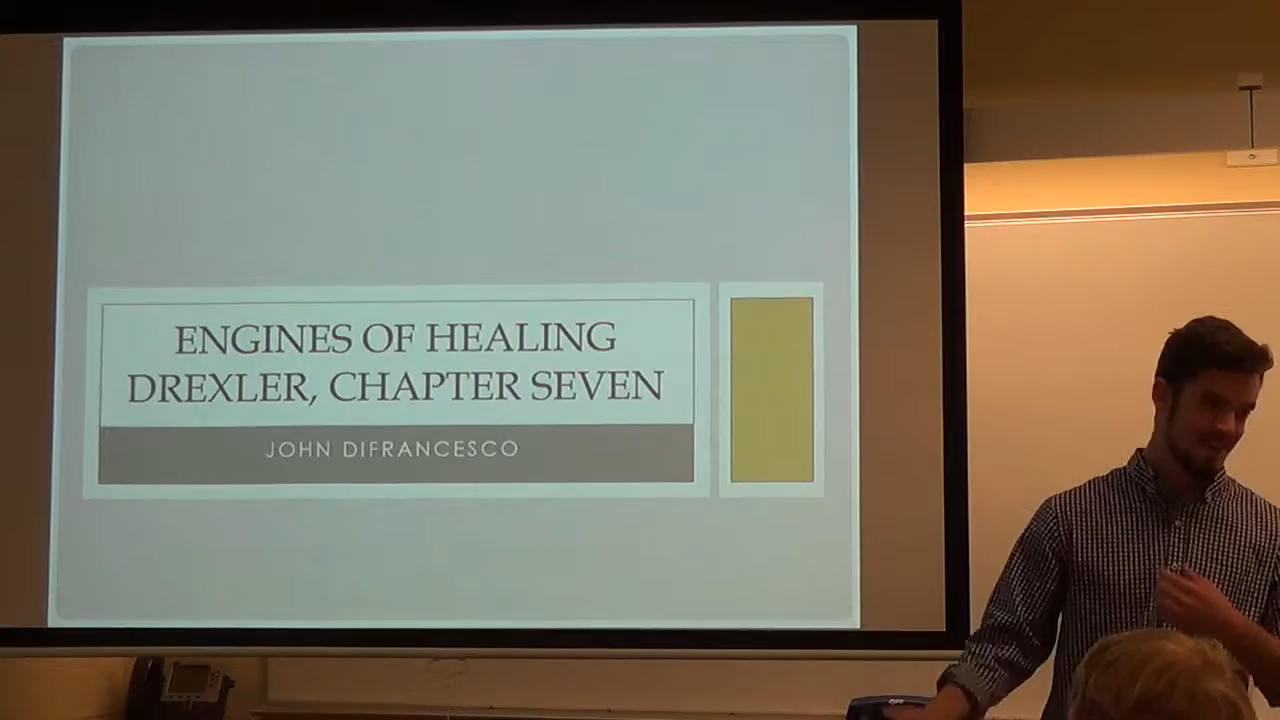 ENGINES OF HEALING
DREXLER, CHAPTER SEVEN
JOHN DIFRANCESCO